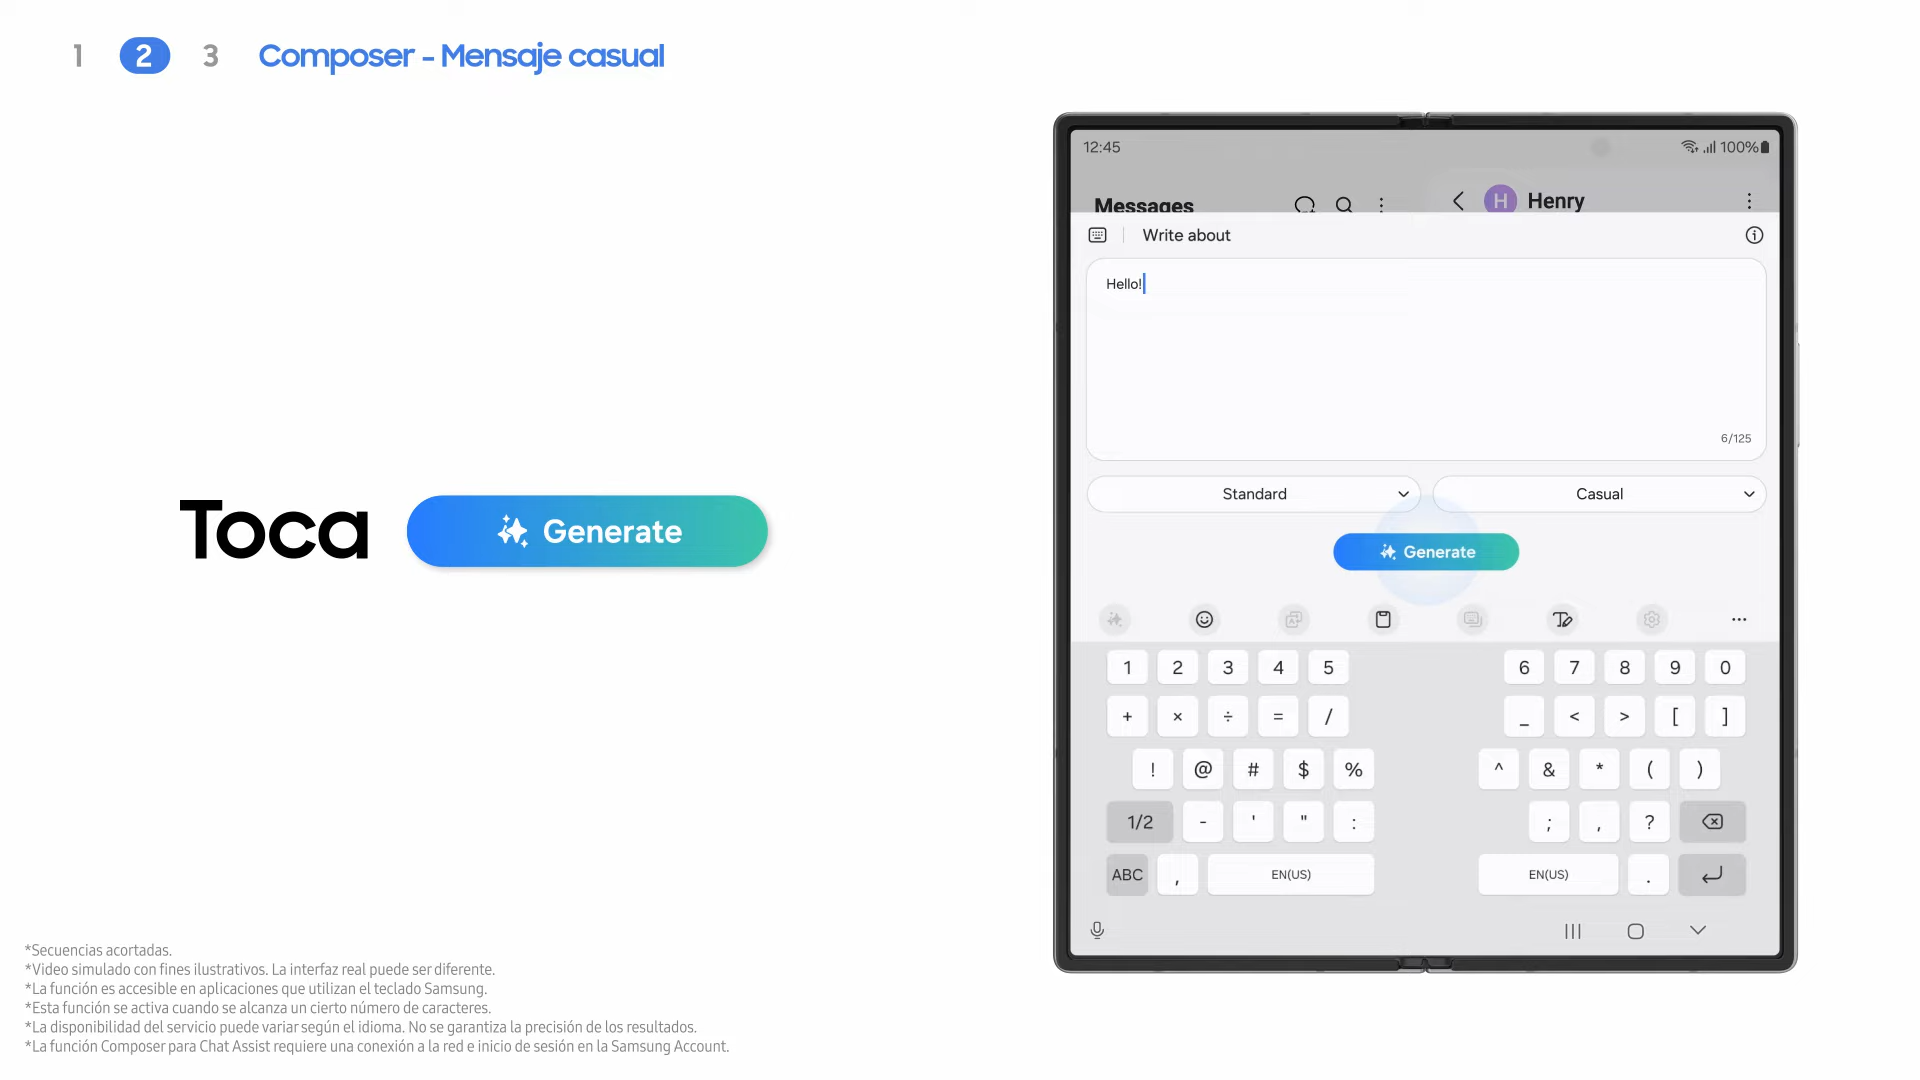 1 2 3 Composer - Mensaje casual
Toca Generate
12:45 100%
Messages H Henry
Write about
Hello!
6/125
Standard Casual
Generate
1 2 3 4 5 6 7 8 9 0
+ × ÷ = / _ < > [ ]
! @ # $ % ^ & * ( )
1/2 - ' " : ; , ?
ABC , EN(US) EN(US) .
*Secuencias acortadas.
*Video simulado con fines ilustrativos. La interfaz real puede ser diferente.
*La función es accesible en aplicaciones que utilizan el teclado Samsung.
*Esta función se activa cuando se alcanza un cierto número de caracteres.
*La disponibilidad del servicio puede variar según el idioma. No se garantiza la precisión de los resultados.
*La función Composer para Chat Assist requiere una conexión a la red e inicio de sesión en la Samsung Account.